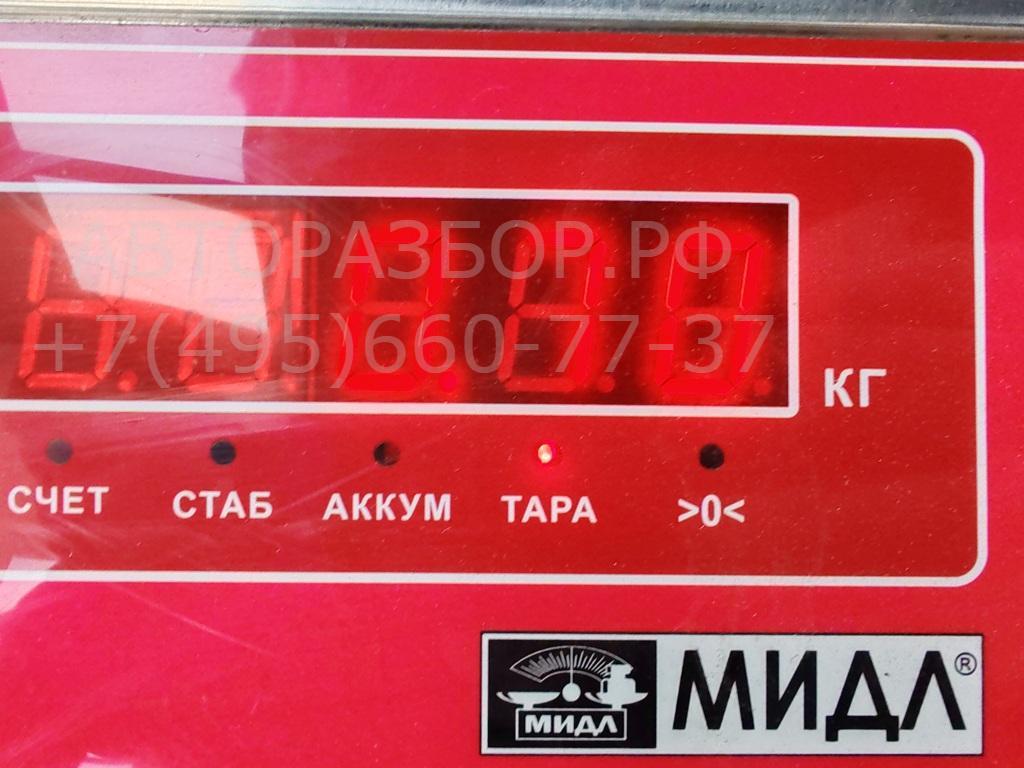 АВТОРАЗБОР.РФ
+7(495)660-77-37
КГ
СЧЕТ СТАБ АККУМ ТАРА >0<
МИДЛ МИДЛ®